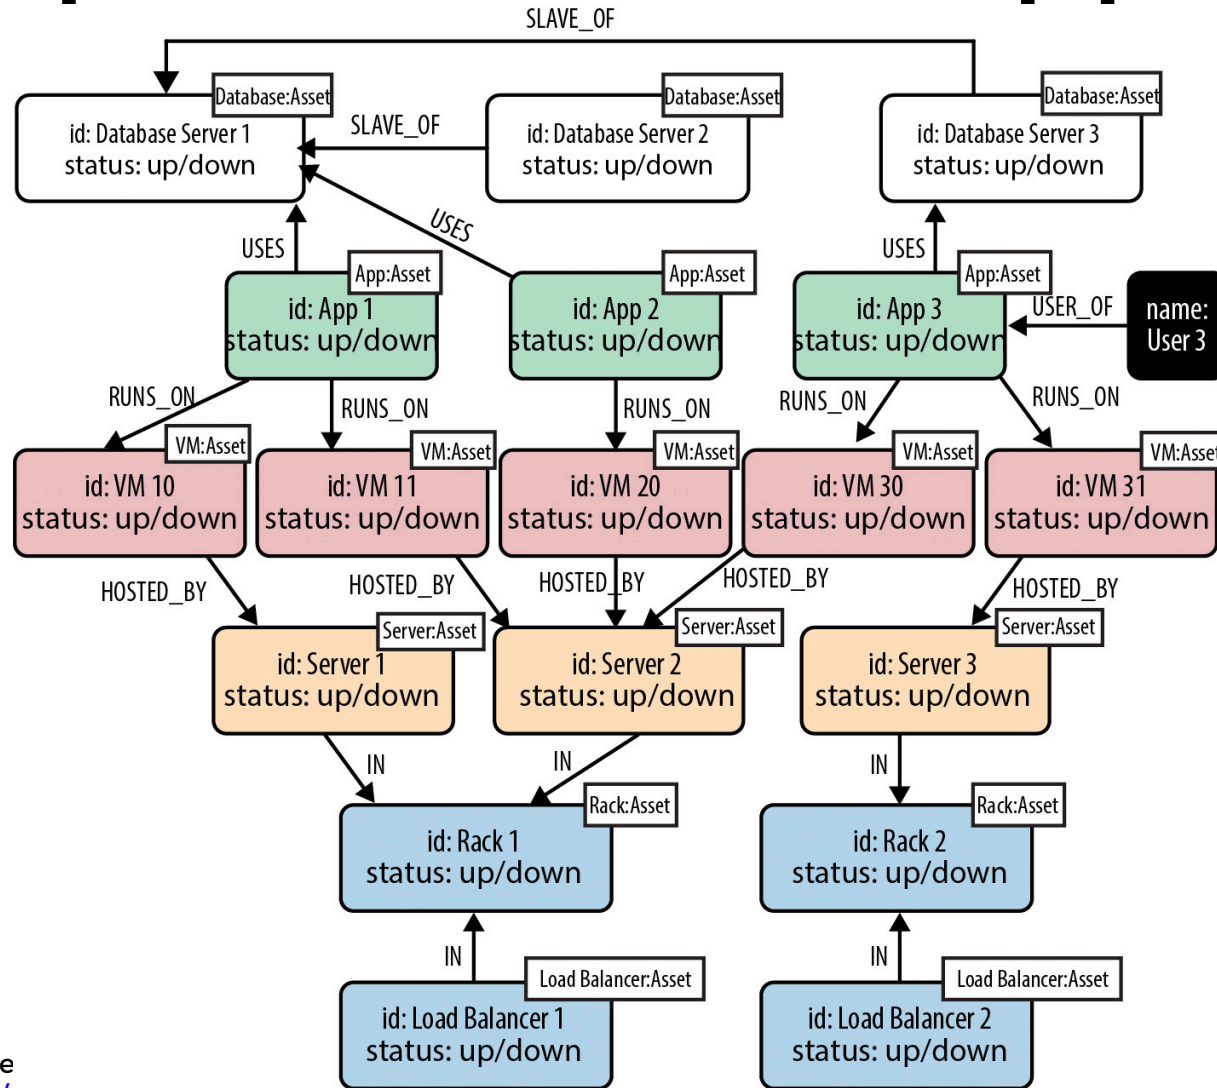 SLAVE_OF
Database:Asset
id: Database Server 1
status: up/down
SLAVE_OF
Database:Asset
id: Database Server 2
status: up/down
Database:Asset
id: Database Server 3
status: up/down
USES
USES
USES
App:Asset
id: App 1
status: up/down
App:Asset
id: App 2
status: up/down
App:Asset
id: App 3
status: up/down
USER_OF
name:
User 3
RUNS_ON
RUNS_ON
RUNS_ON
RUNS_ON
RUNS_ON
VM:Asset
id: VM 10
status: up/down
VM:Asset
id: VM 11
status: up/down
VM:Asset
id: VM 20
status: up/down
VM:Asset
id: VM 30
status: up/down
VM:Asset
id: VM 31
status: up/down
HOSTED_BY
HOSTED_BY
HOSTED_BY
HOSTED_BY
HOSTED_BY
Server:Asset
id: Server 1
status: up/down
Server:Asset
id: Server 2
status: up/down
Server:Asset
id: Server 3
status: up/down
IN
IN
IN
Rack:Asset
id: Rack 1
status: up/down
Rack:Asset
id: Rack 2
status: up/down
IN
IN
Load Balancer:Asset
id: Load Balancer 1
status: up/down
Load Balancer:Asset
id: Load Balancer 2
status: up/down